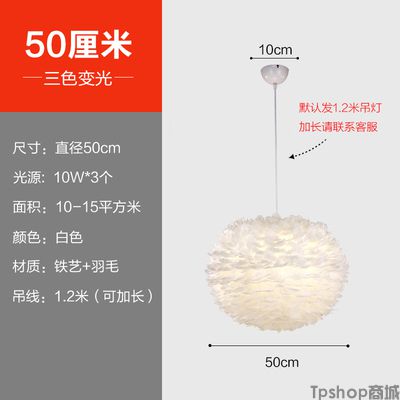 50厘米
三色变光
尺寸：直径50cm
光源：10W*3个
面积：10-15平方米
颜色：白色
材质：铁艺+羽毛
吊线：1.2米（可加长）
10cm
默认发1.2米吊灯
加长请联系客服
50cm
Tpshop商城